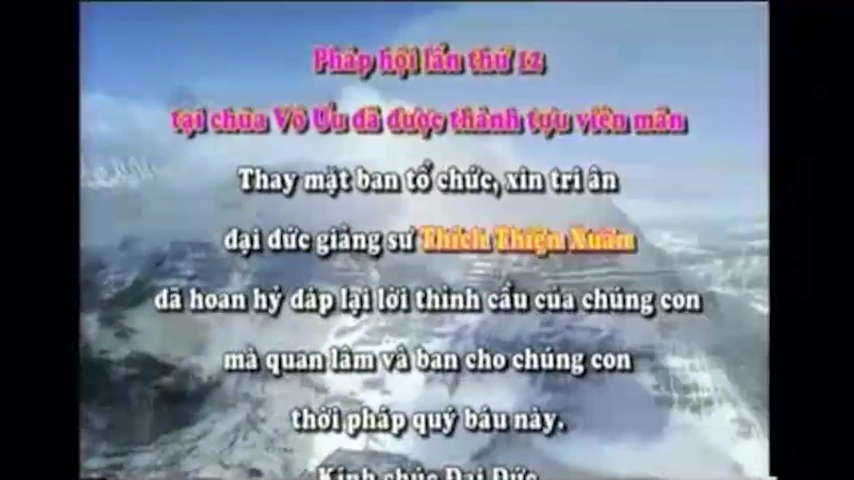 Pháp hội lần thứ 12
tại chùa Vô Ưu đã được thành tựu viên mãn
Thay mặt ban tổ chức, xin tri ân
đại đức giảng sư Thích Thiện Xuân
đã hoan hỷ đáp lại lời thỉnh cầu của chúng con
mà quan lâm và ban cho chúng con
thời pháp quý báu này.
Kính chúc Đại Đức